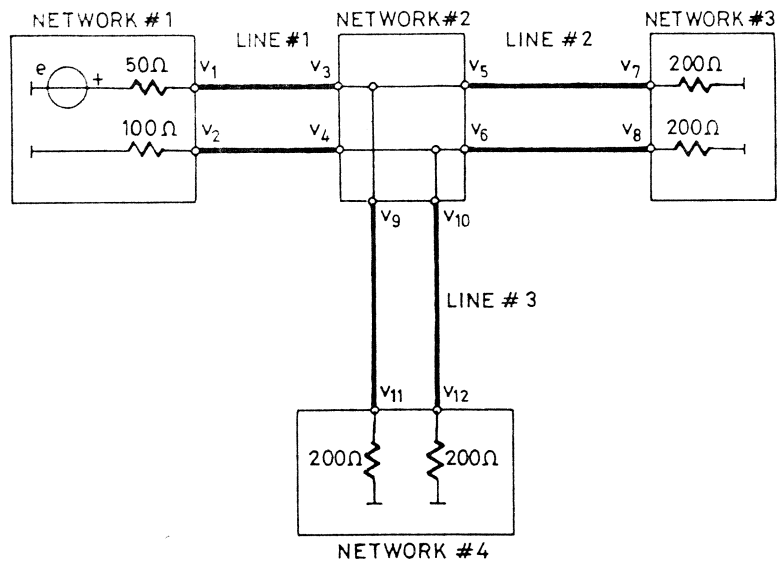 NETWORK #1
LINE #1
NETWORK#2
LINE #2
NETWORK #3
e
+
50Ω
v1
v3
v5
v7
200Ω
100Ω
v2
v4
v6
v8
200Ω
v9
v10
LINE #3
v11
v12
200Ω
200Ω
NETWORK #4